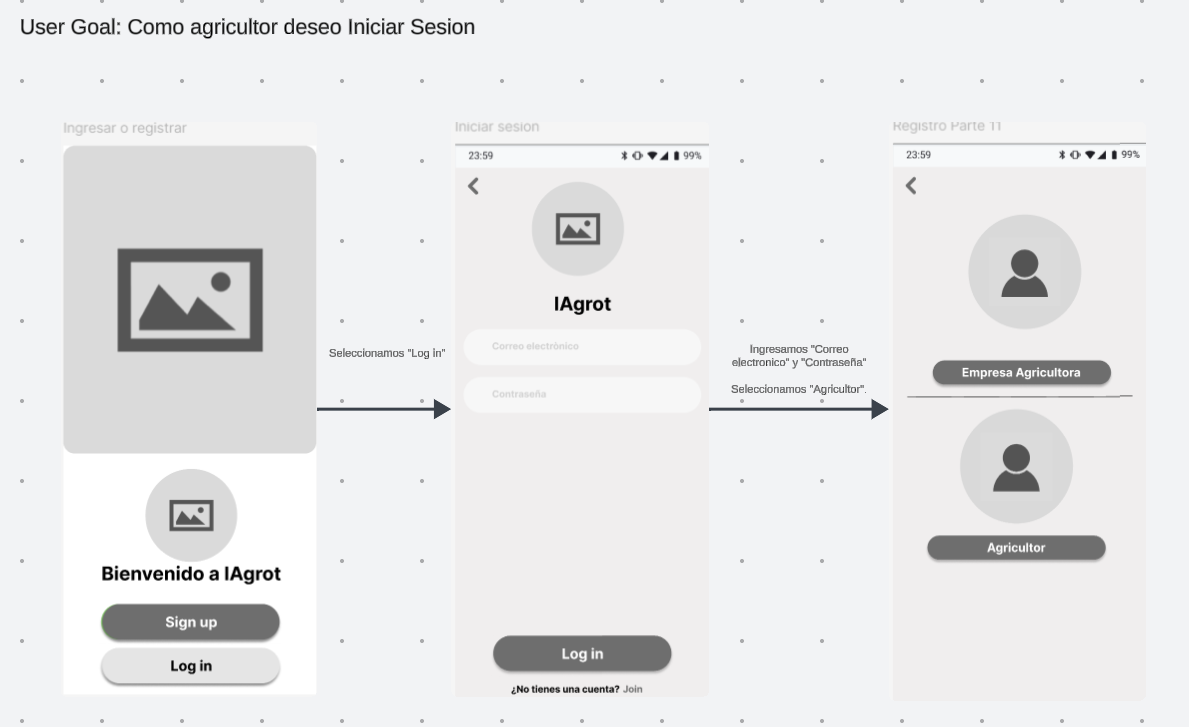 User Goal: Como agricultor deseo Iniciar Sesion
Ingresar o registrar
Bienvenido a IAgrot
Sign up
Log in
Seleccionamos "Log in"
Iniciar sesion
23:59
99%
IAgrot
Correo electrónico
Contraseña
Log in
¿No tienes una cuenta? Join
Ingresamos "Correo
electronico" y "Contraseña"
Seleccionamos "Agricultor".
Registro Parte 11
23:59
99%
Empresa Agricultora
Agricultor